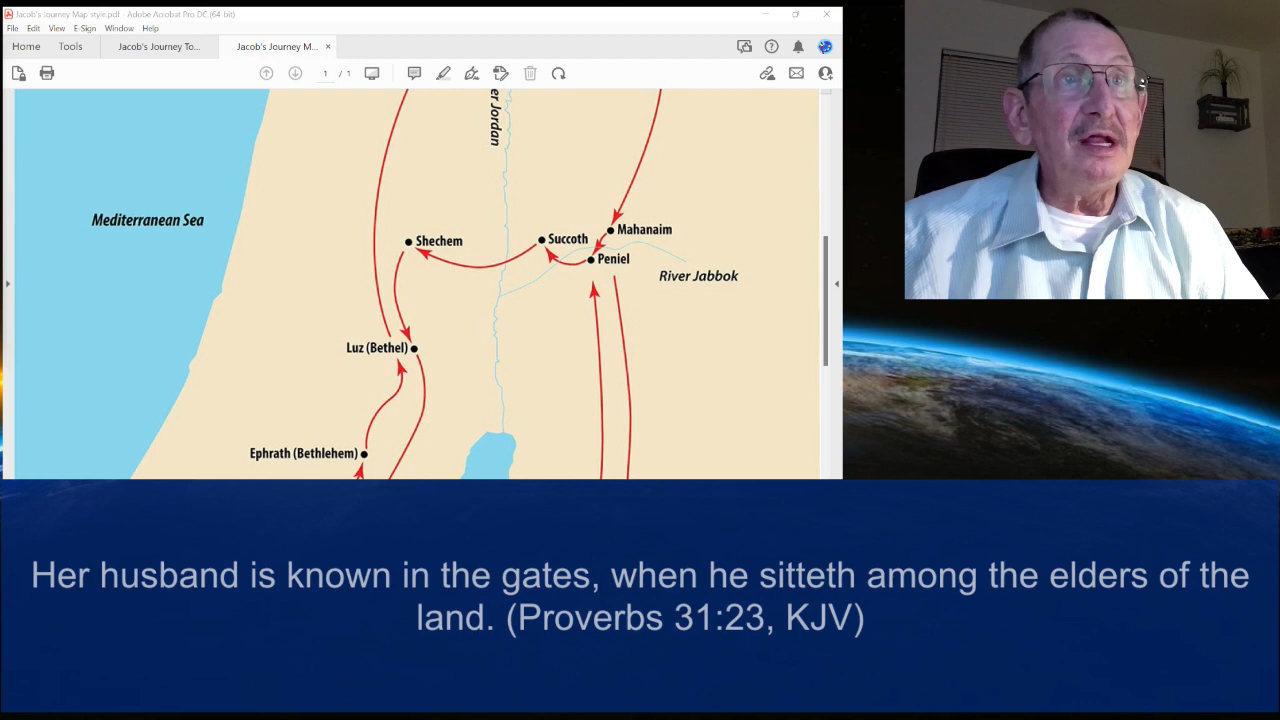 Jacob's Journey Map style.pdf - Adobe Acrobat Pro DC (64-bit)
File Edit View E-Sign Window Help
Home Tools Jacob's Journey To... Jacob's Journey M... ×
1 / 1
er Jordan
Mediterranean Sea
Shechem
Succoth
Mahanaim
Peniel
River Jabbok
Luz (Bethel)
Ephrath (Bethlehem)
Her husband is known in the gates, when he sitteth among the elders of the
land. (Proverbs 31:23, KJV)